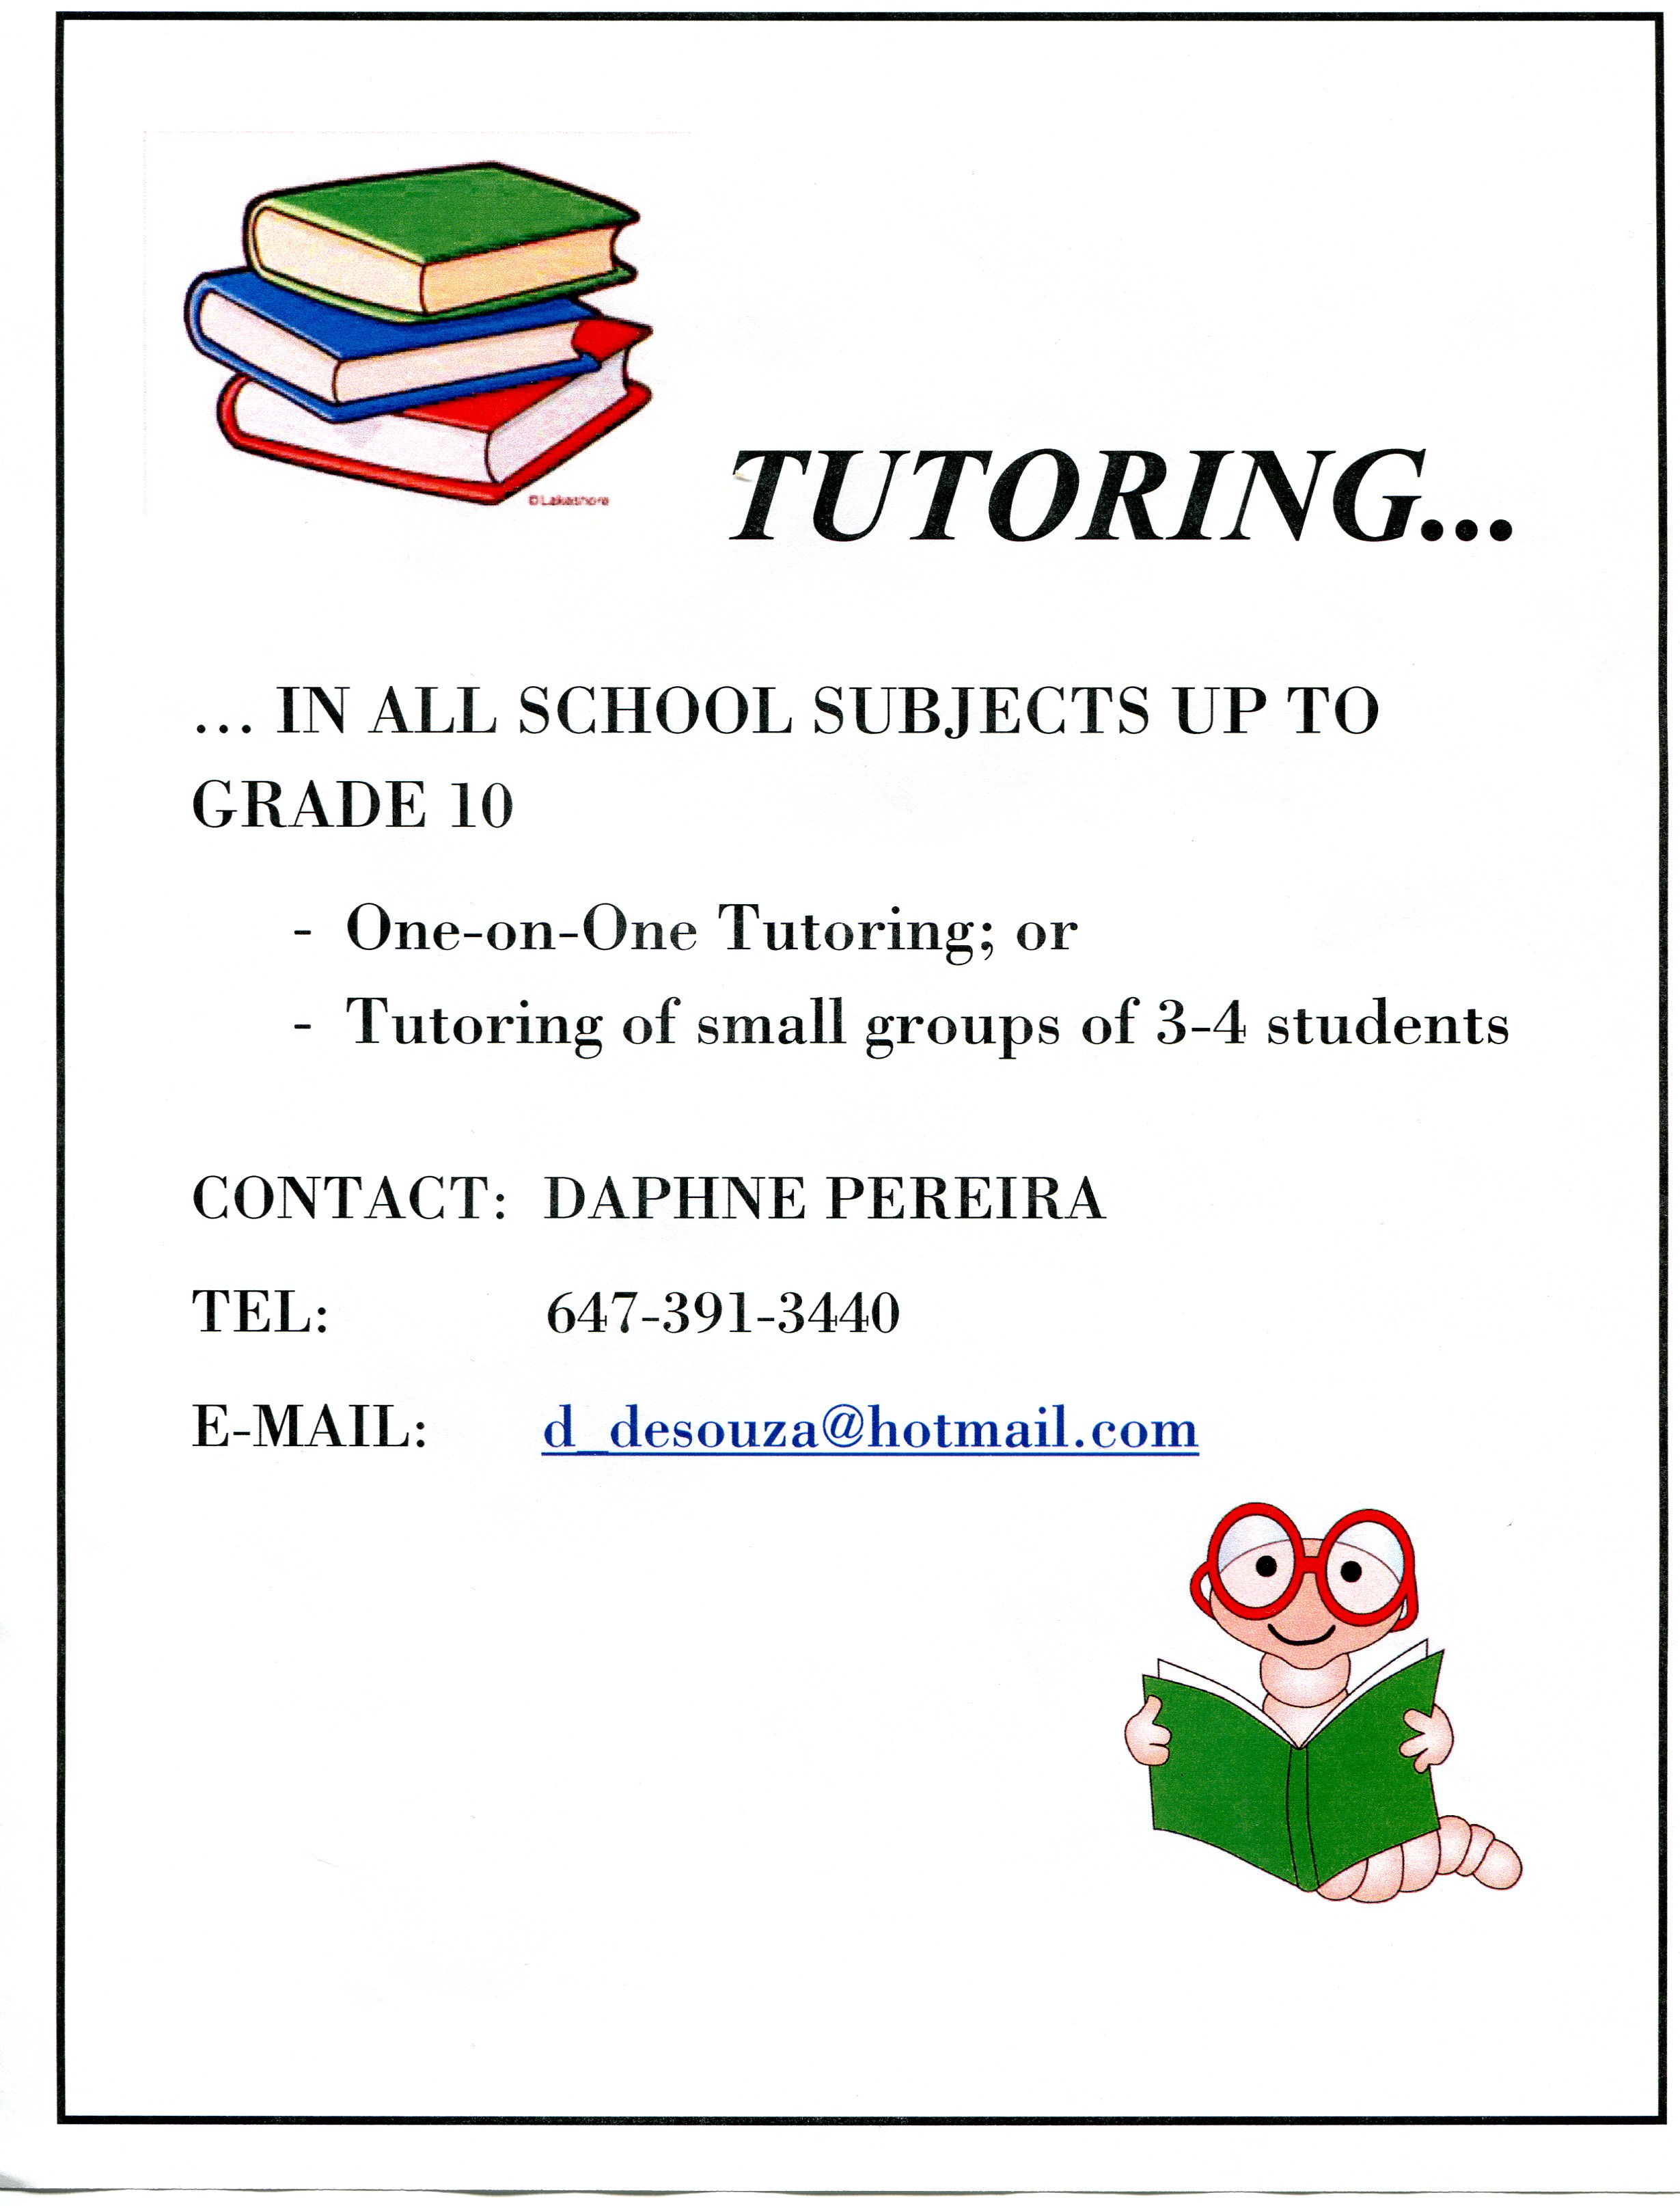 ©Lakeshore
TUTORING...
... IN ALL SCHOOL SUBJECTS UP TO
GRADE 10
- One-on-One Tutoring; or
- Tutoring of small groups of 3-4 students
CONTACT: DAPHNE PEREIRA
TEL: 647-391-3440
E-MAIL: d_desouza@hotmail.com